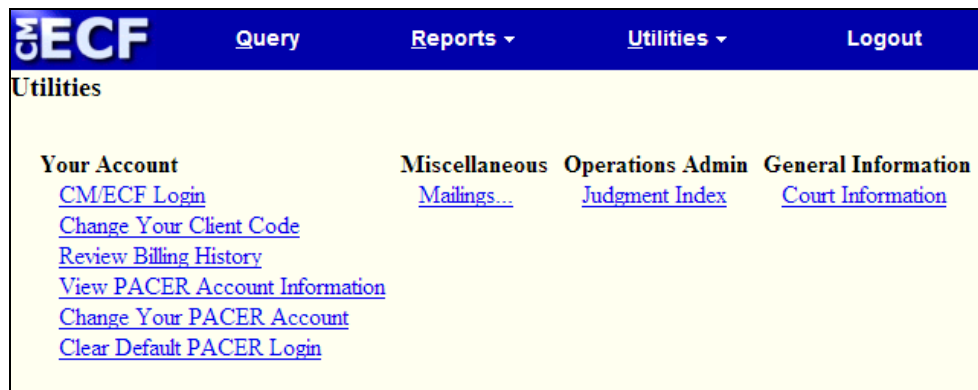 CM ECF Query Reports Utilities Logout
Utilities
Your Account Miscellaneous Operations Admin General Information
CM/ECF Login Mailings... Judgment Index Court Information
Change Your Client Code
Review Billing History
View PACER Account Information
Change Your PACER Account
Clear Default PACER Login